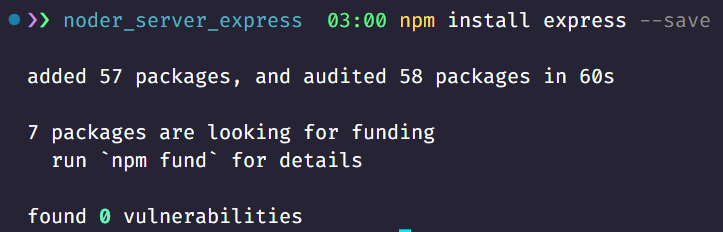 ❯❯ noder_server_express 03:00 npm install express --save
added 57 packages, and audited 58 packages in 60s
7 packages are looking for funding
run `npm fund` for details
found 0 vulnerabilities